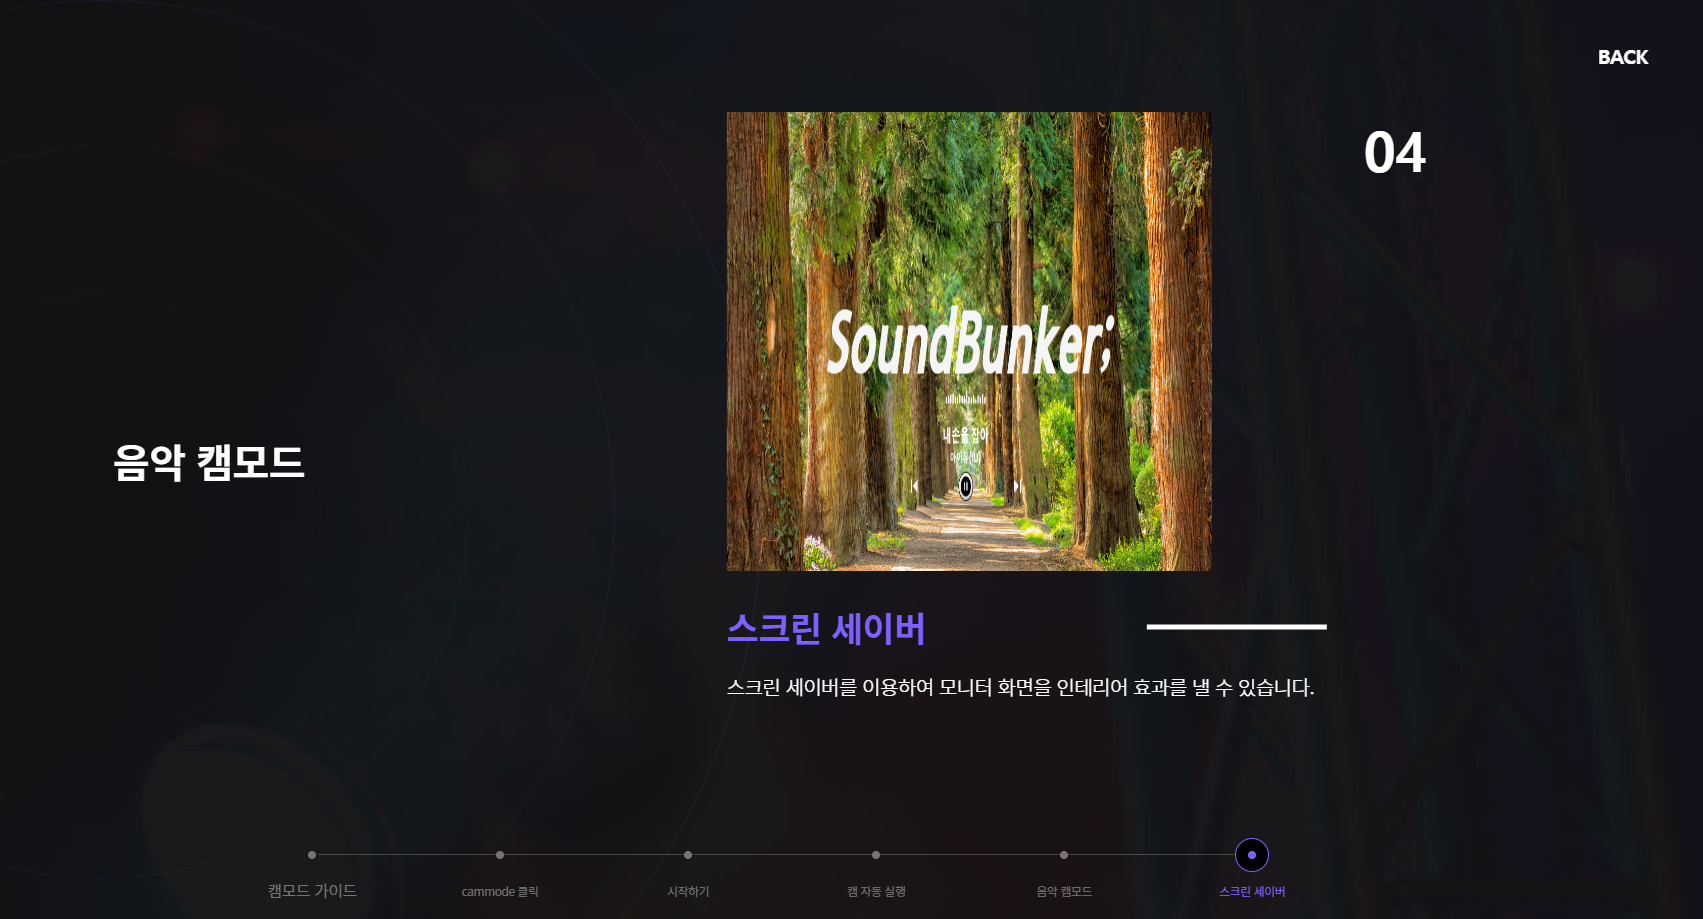 BACK
04
SoundBunker;
내 손을 잡아
아이유(IU)
음악 캠모드
스크린 세이버
스크린 세이버를 이용하여 모니터 화면을 인테리어 효과를 낼 수 있습니다.
캠모드 가이드
cammode 클릭
시작하기
캠 자동 실행
음악 캠모드
스크린 세이버